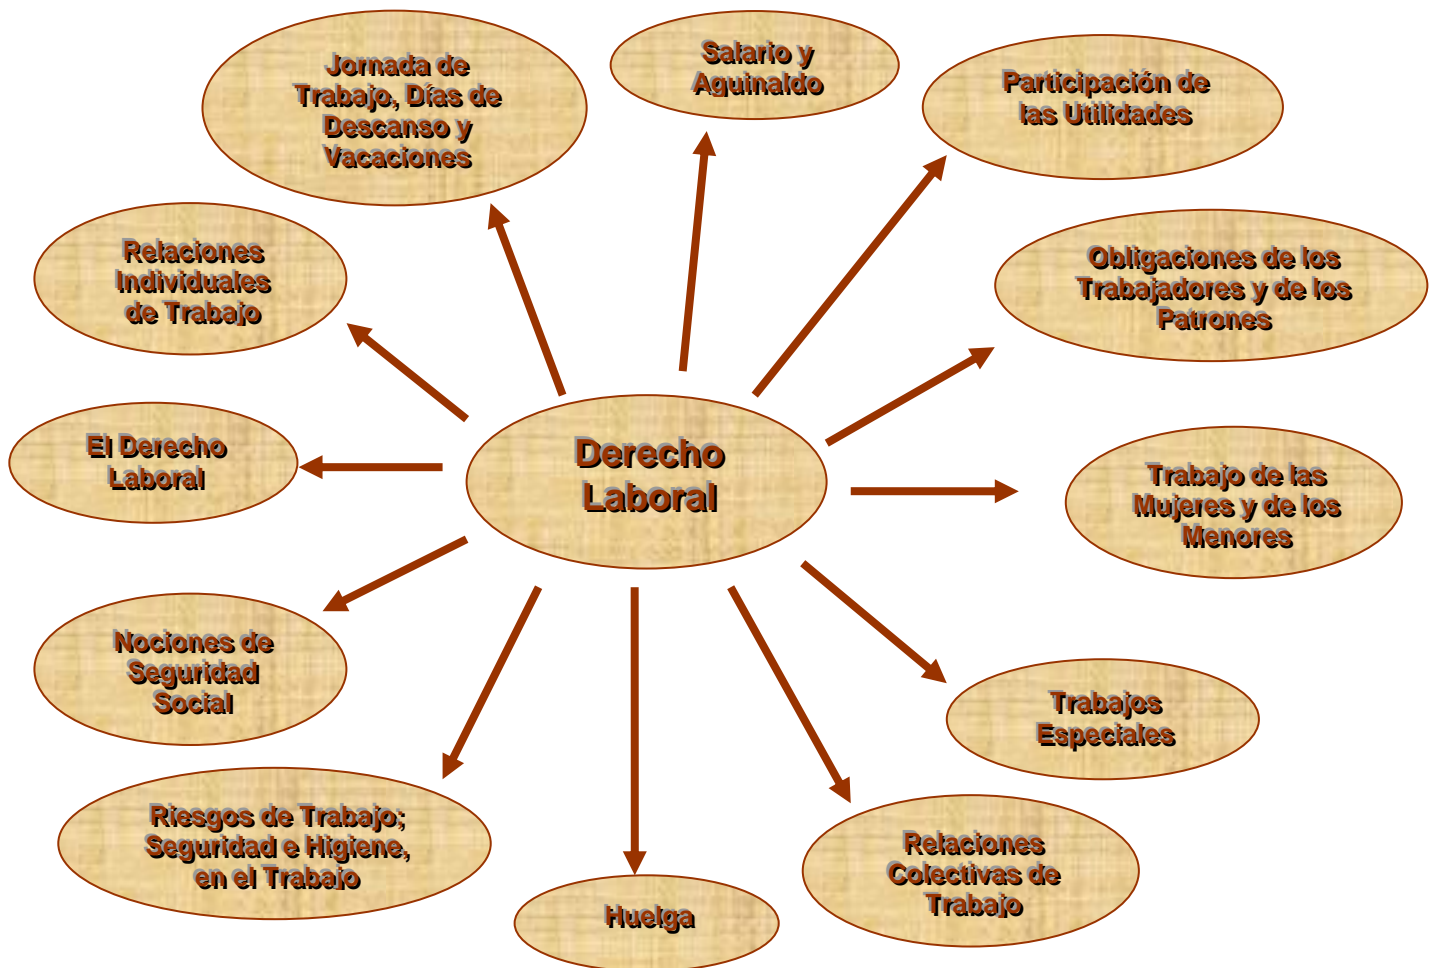 Jornada de
Trabajo, Días de
Descanso y
Vacaciones
Salario y
Aguinaldo
Participación de
las Utilidades
Relaciones
Individuales
de Trabajo
Obligaciones de los
Trabajadores y de los
Patrones
El Derecho
Laboral
Derecho
Laboral
Trabajo de las
Mujeres y de los
Menores
Nociones de
Seguridad
Social
Trabajos
Especiales
Riesgos de Trabajo;
Seguridad e Higiene,
en el Trabajo
Relaciones
Colectivas de
Trabajo
Huelga